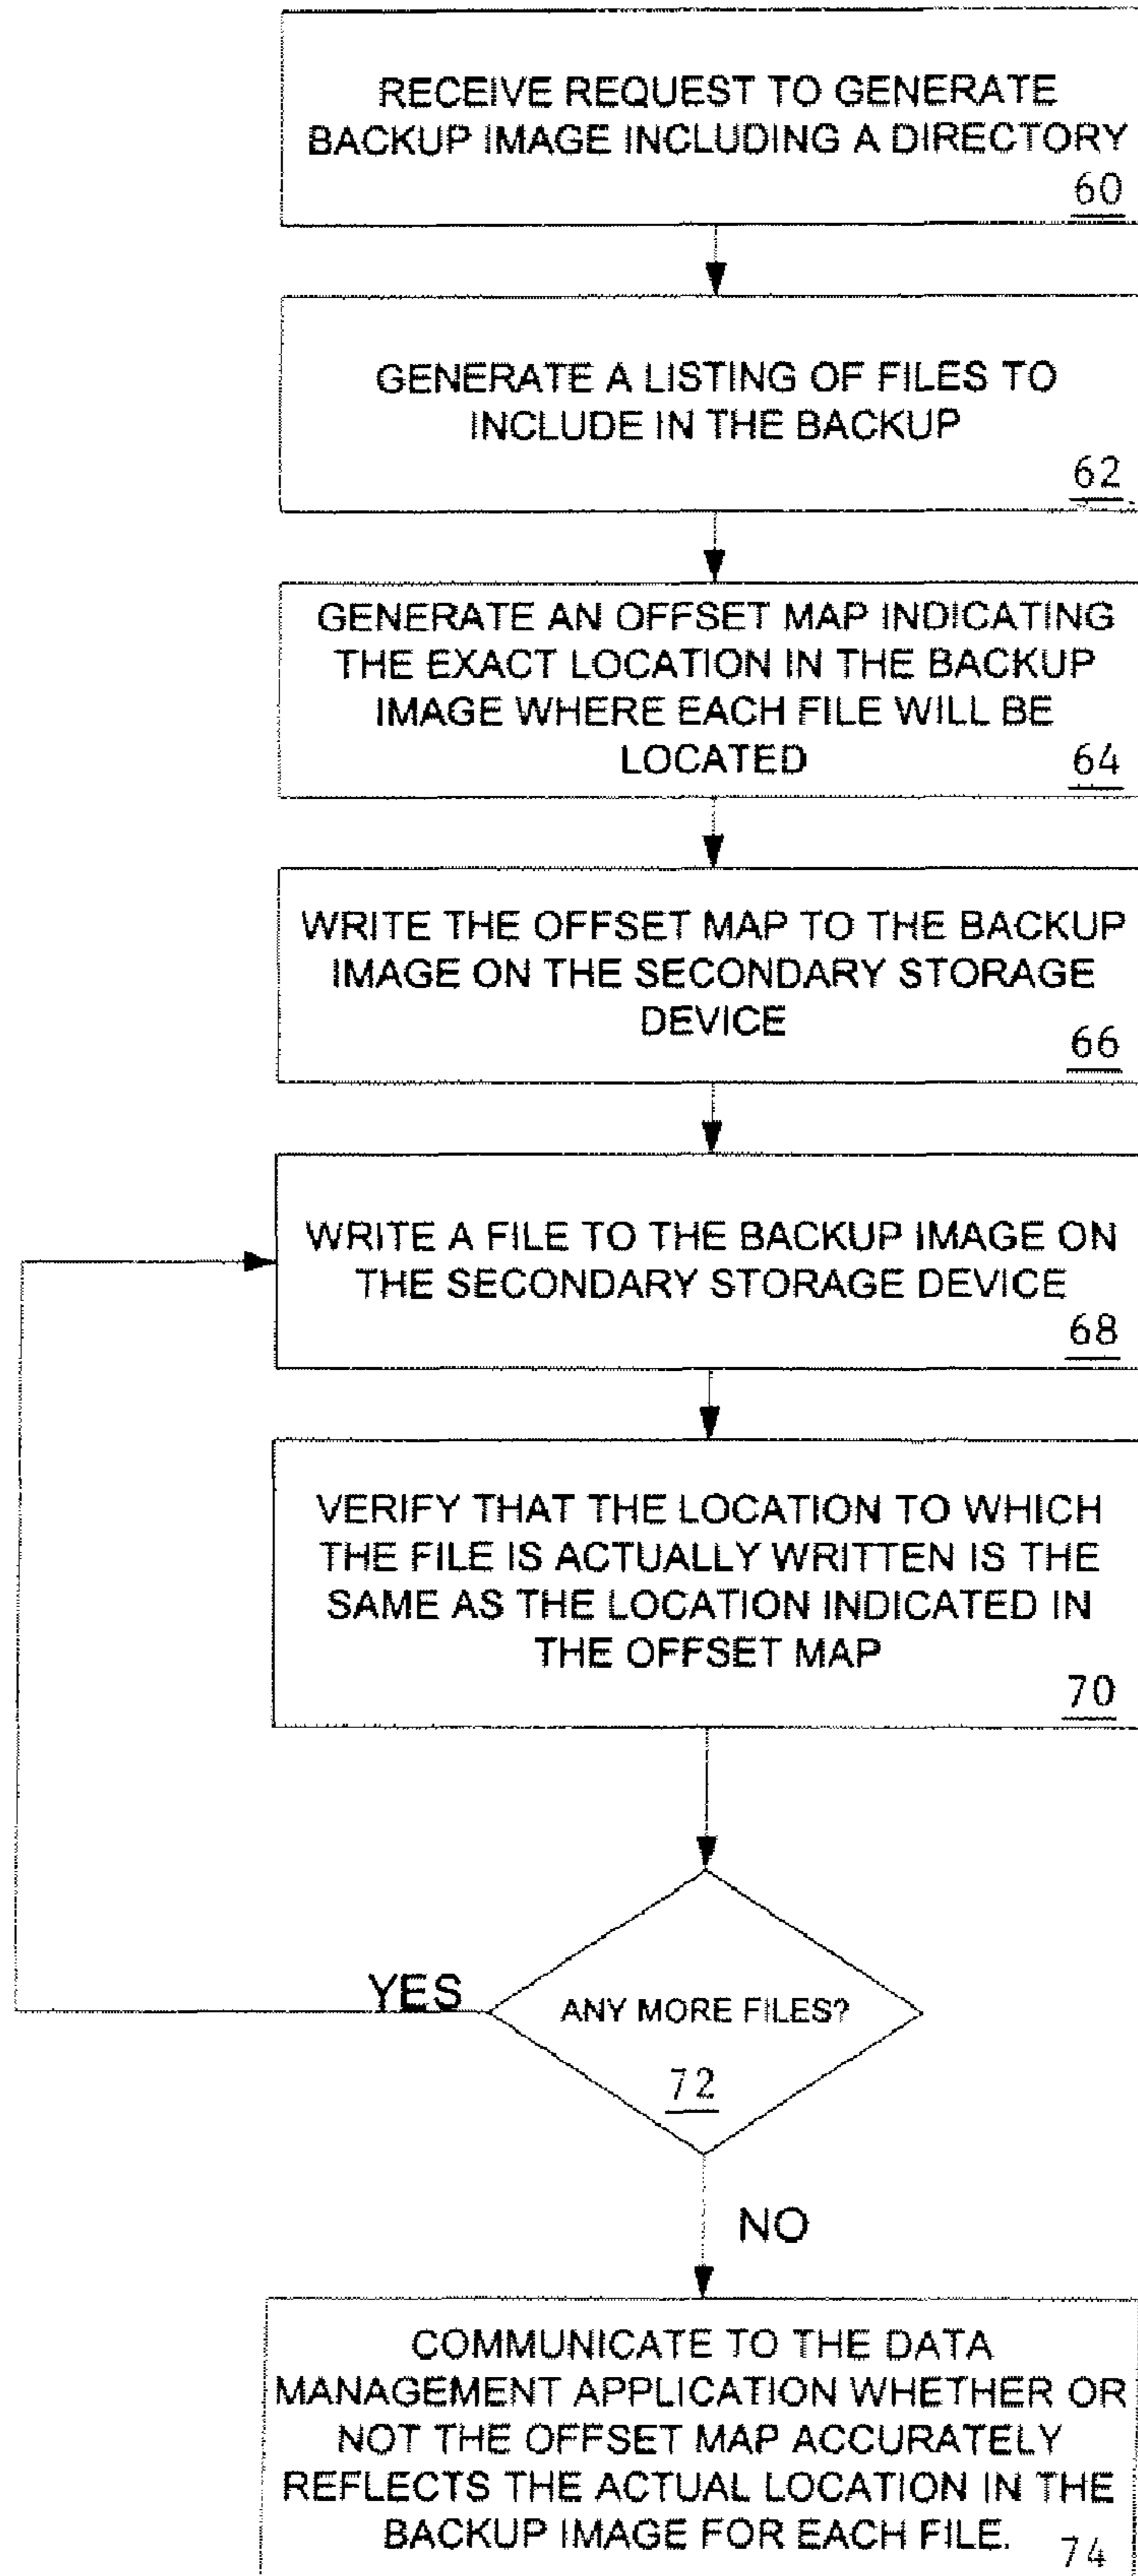 RECEIVE REQUEST TO GENERATE
BACKUP IMAGE INCLUDING A DIRECTORY
60
GENERATE A LISTING OF FILES TO
INCLUDE IN THE BACKUP
62
GENERATE AN OFFSET MAP INDICATING
THE EXACT LOCATION IN THE BACKUP
IMAGE WHERE EACH FILE WILL BE
LOCATED
64
WRITE THE OFFSET MAP TO THE BACKUP
IMAGE ON THE SECONDARY STORAGE
DEVICE
66
WRITE A FILE TO THE BACKUP IMAGE ON
THE SECONDARY STORAGE DEVICE
68
VERIFY THAT THE LOCATION TO WHICH
THE FILE IS ACTUALLY WRITTEN IS THE
SAME AS THE LOCATION INDICATED IN
THE OFFSET MAP
70
YES
ANY MORE FILES?
72
NO
COMMUNICATE TO THE DATA
MANAGEMENT APPLICATION WHETHER OR
NOT THE OFFSET MAP ACCURATELY
REFLECTS THE ACTUAL LOCATION IN THE
BACKUP IMAGE FOR EACH FILE.
74